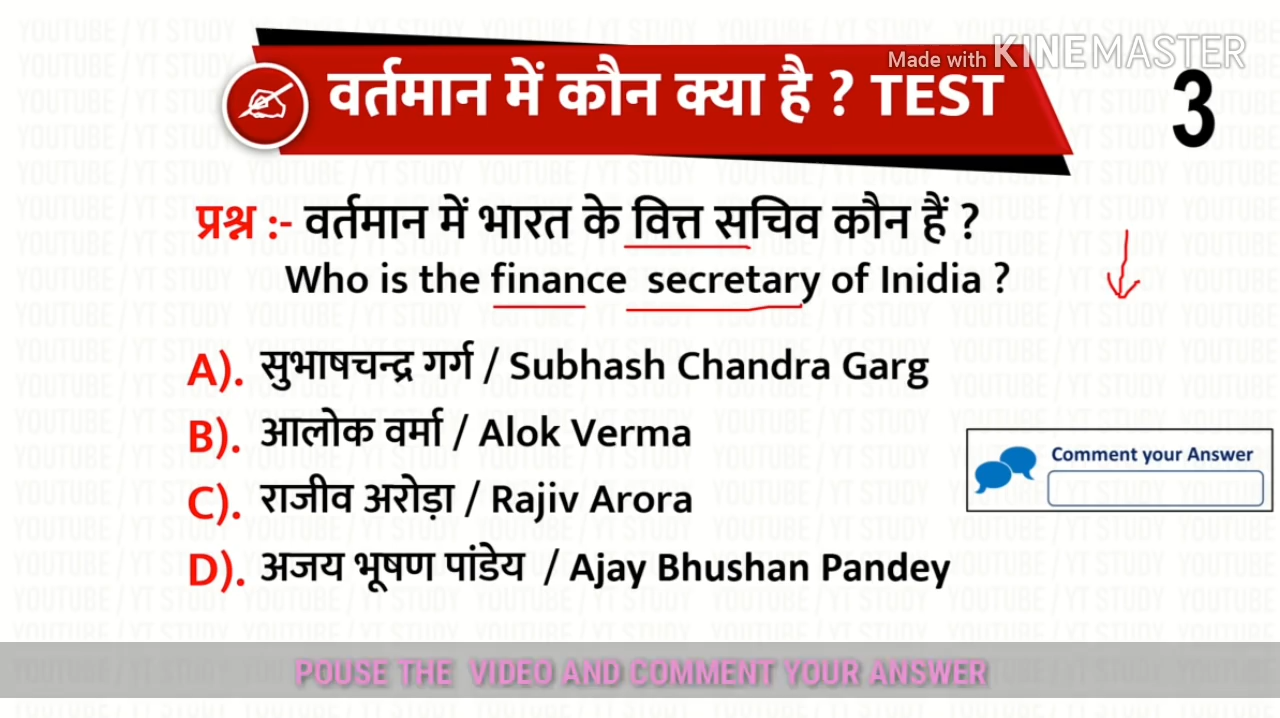 Made with KINEMASTER
वर्तमान में कौन क्या है ? TEST
3
प्रश्न :- वर्तमान में भारत के वित्त सचिव कौन हैं ?
Who is the finance secretary of Inidia ?
A). सुभाषचन्द्र गर्ग / Subhash Chandra Garg
B). आलोक वर्मा / Alok Verma
Comment your Answer
C). राजीव अरोड़ा / Rajiv Arora
D). अजय भूषण पांडेय / Ajay Bhushan Pandey
POUSE THE VIDEO AND COMMENT YOUR ANSWER